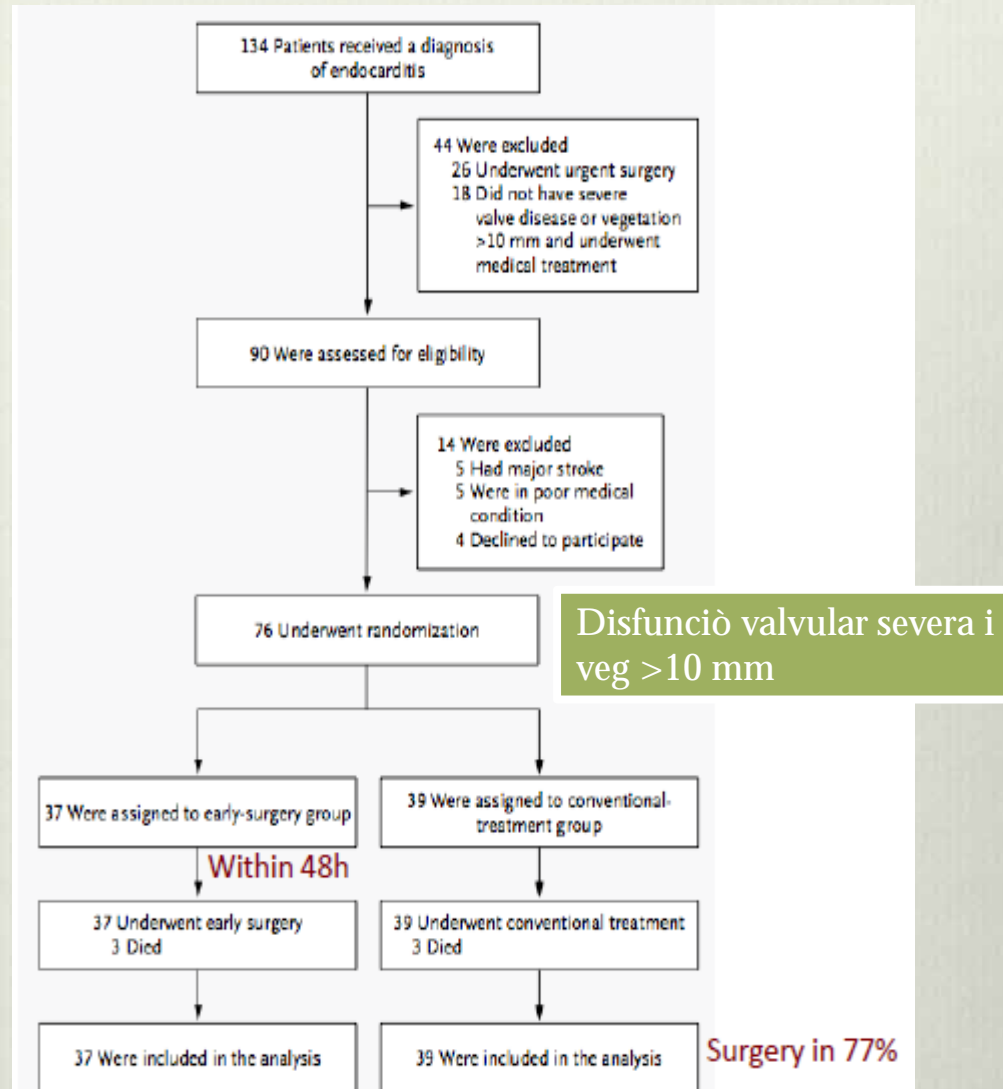 134 Patients received a diagnosis
of endocarditis
44 Were excluded
26 Underwent urgent surgery
18 Did not have severe
valve disease or vegetation
>10 mm and underwent
medical treatment
90 Were assessed for eligibility
14 Were excluded
5 Had major stroke
5 Were in poor medical
condition
4 Declined to participate
76 Underwent randomization
Disfunciò valvular severa i
veg >10 mm
37 Were assigned to early-surgery group
39 Were assigned to conventional-
treatment group
Within 48h
37 Underwent early surgery
3 Died
39 Underwent conventional treatment
3 Died
37 Were included in the analysis
39 Were included in the analysis
Surgery in 77%